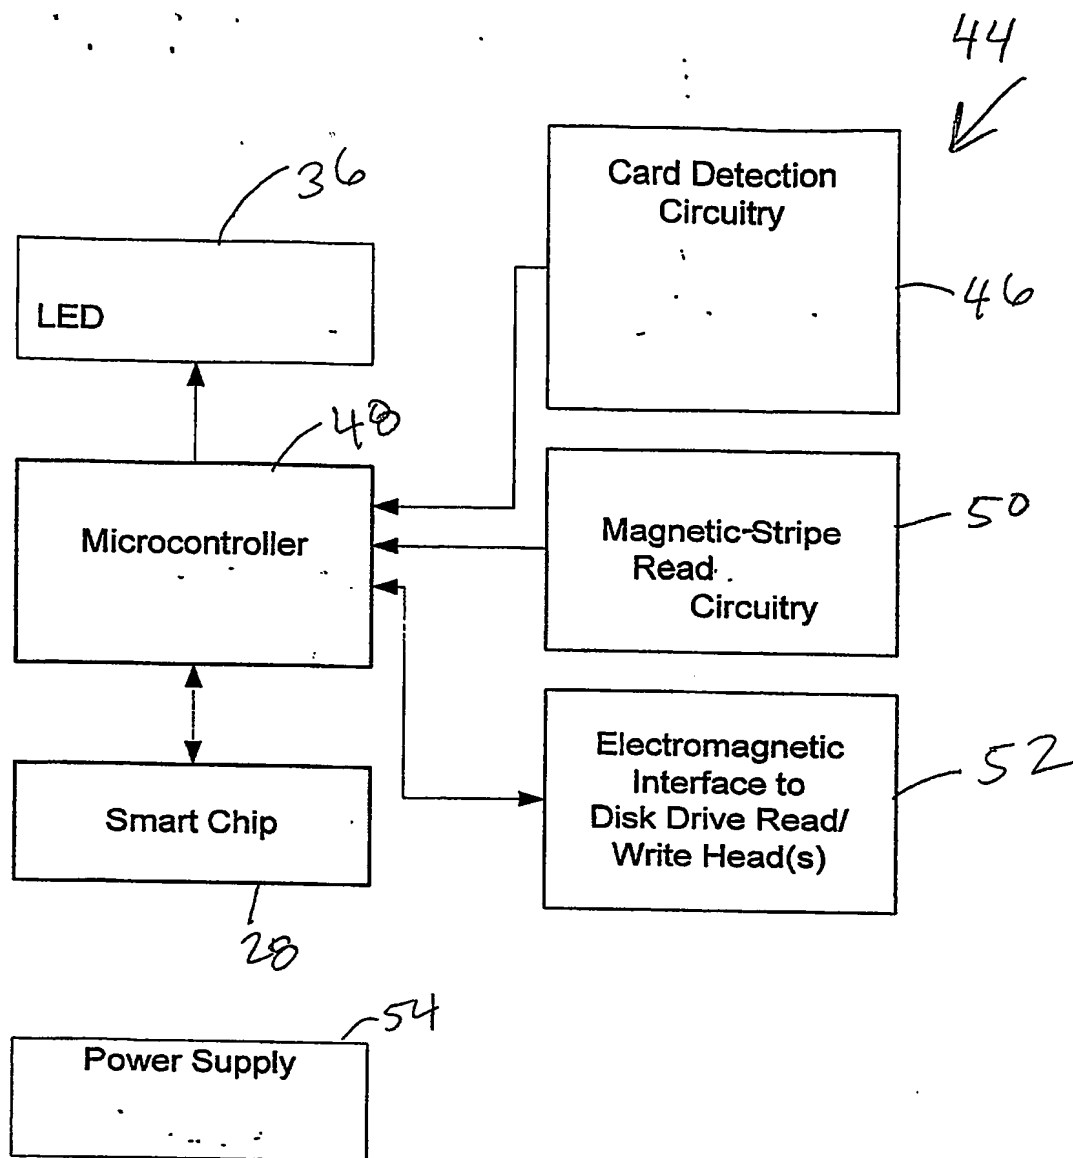 44
Card Detection
Circuitry
36
46
LED
48
50
Microcontroller
Magnetic-Stripe
Read
Circuitry
Electromagnetic
Interface to
Disk Drive Read/
Write Head(s)
52
Smart Chip
28
54
Power Supply